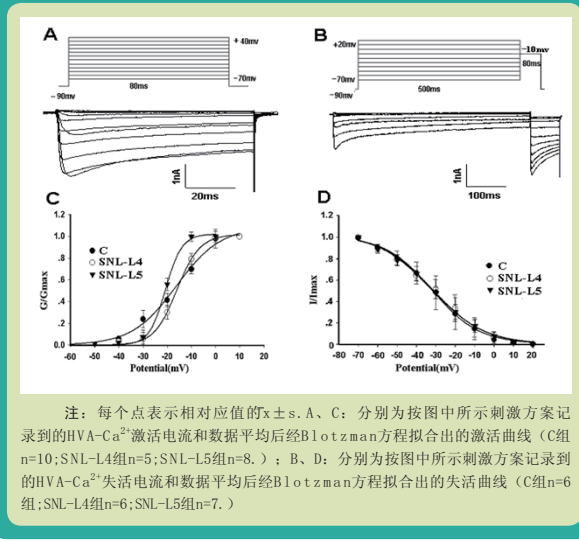 A
+40mv
-70mv
80ms
-90mv
1nA
20ms
B
+20mv
-10mv
80ms
-70mv
500ms
-90mv
1nA
100ms
C
1.2
1.0
.8
.6
.4
.2
0.0
G/Gmax
C
SNL-L4
SNL-L5
-60 -50 -40 -30 -20 -10 0 10 20
Potential(mV)
D
1.2
1.0
.8
.6
.4
.2
.0
I/Imax
C
SNL-L4
SNL-L5
-80 -70 -60 -50 -40 -30 -20 -10 0 10 20
Potential(mV)
注：每个点表示相对应值的x̄±s.A、C：分别为按图中所示刺激方案记
录到的HVA-Ca²⁺激活电流和数据平均后经Blotzman方程拟合出的激活曲线（C组
n=10;SNL-L4组n=5;SNL-L5组n=8.）；B、D：分别为按图中所示刺激方案记录到
的HVA-Ca²⁺失活电流和数据平均后经Blotzman方程拟合出的失活曲线（C组n=6
组;SNL-L4组n=6;SNL-L5组n=7.）